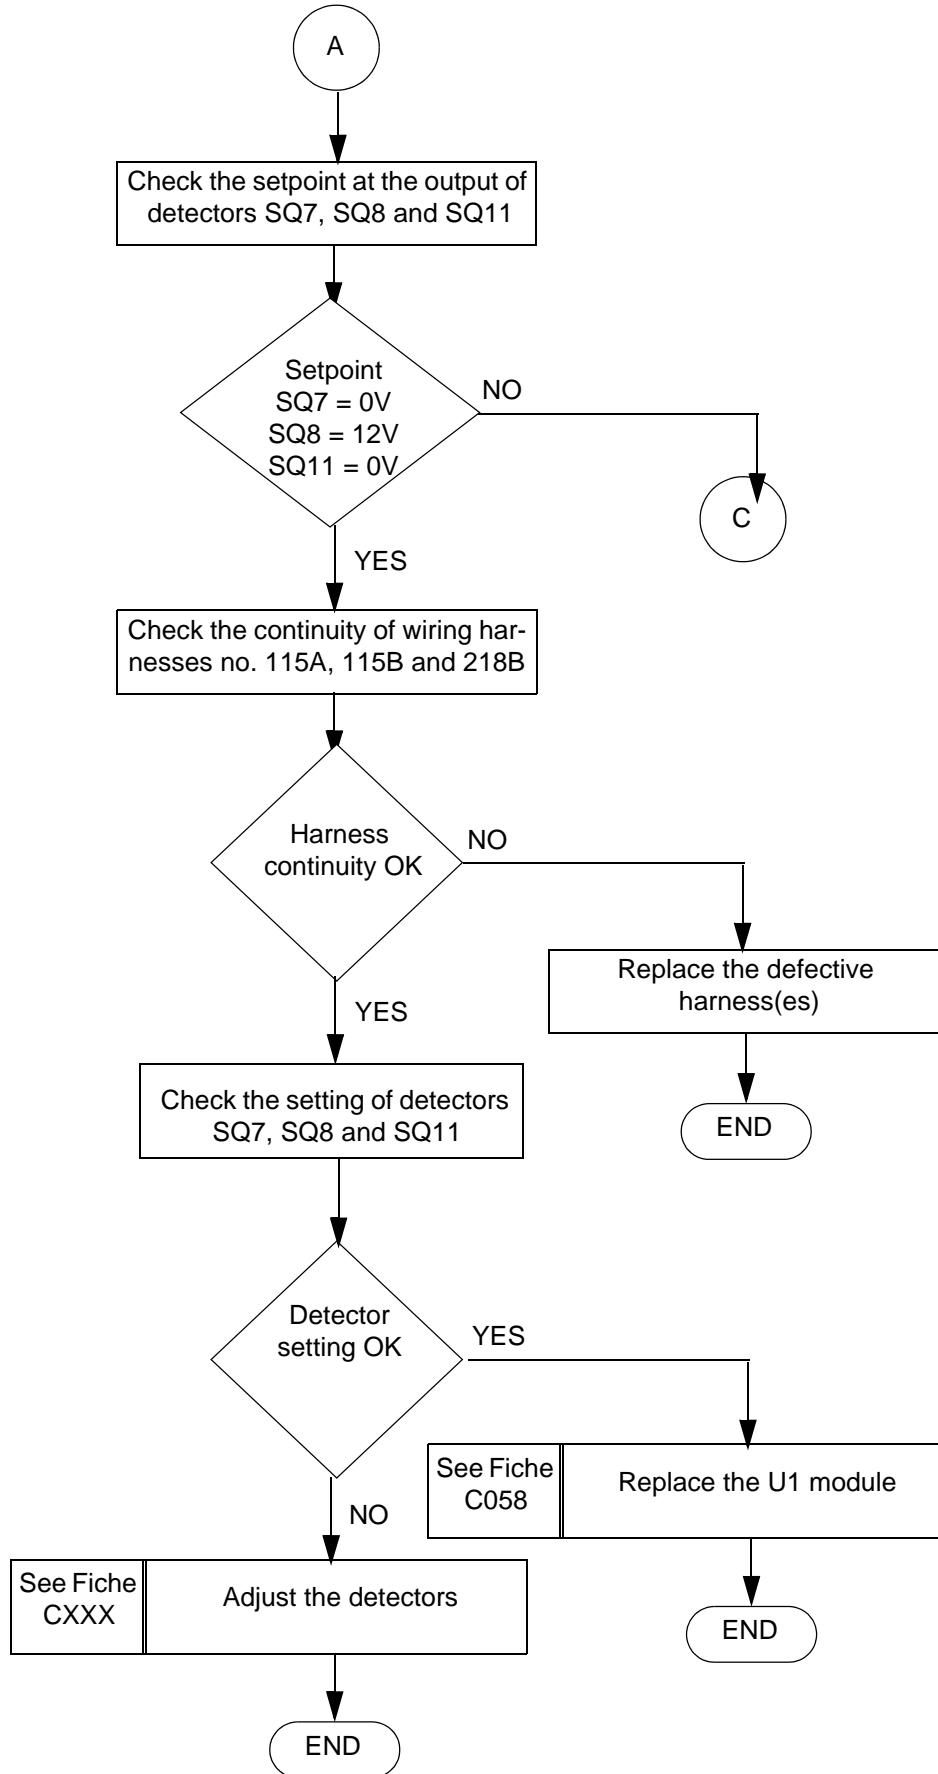 A
Check the setpoint at the output of
detectors SQ7, SQ8 and SQ11
Setpoint
SQ7 = 0V
SQ8 = 12V
SQ11 = 0V
NO
C
YES
Check the continuity of wiring har-
nesses no. 115A, 115B and 218B
Harness
continuity OK
NO
Replace the defective
harness(es)
END
YES
Check the setting of detectors
SQ7, SQ8 and SQ11
Detector
setting OK
YES
See Fiche
C058
Replace the U1 module
END
NO
See Fiche
CXXX
Adjust the detectors
END